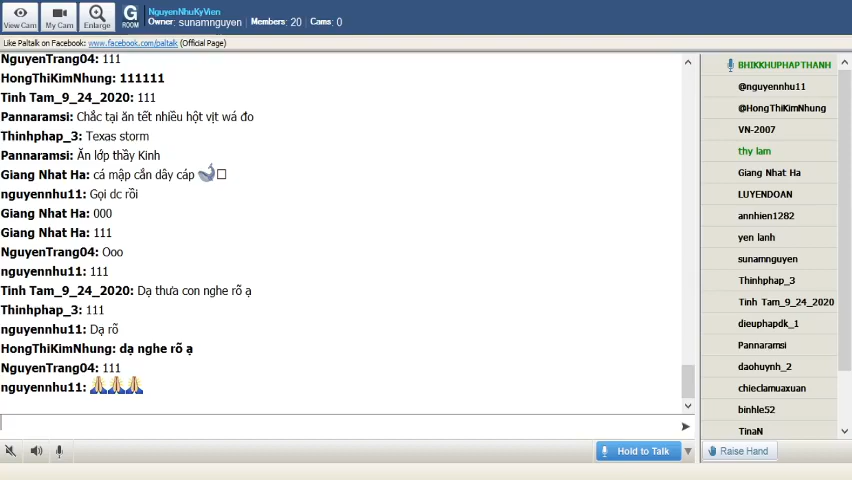 View Cam
My Cam
Enlarge
G
ROOM
NguyenNhuKyVien
Owner: sunamnguyen | Members: 20 | Cams: 0
Like Paltalk on Facebook: www.facebook.com/paltalk (Official Page)
NguyenTrang04: 111
HongThiKimNhung: 111111
Tinh Tam_9_24_2020: 111
Pannaramsi: Chắc tại ăn tết nhiều hột vịt wá đo
Thinhphap_3: Texas storm
Pannaramsi: Ăn lớp thầy Kinh
Giang Nhat Ha: cá mập cắn dây cáp
nguyennhu11: Gọi dc rồi
Giang Nhat Ha: 000
Giang Nhat Ha: 111
NguyenTrang04: Ooo
nguyennhu11: 111
Tinh Tam_9_24_2020: Dạ thưa con nghe rõ ạ
Thinhphap_3: 111
nguyennhu11: Dạ rõ
HongThiKimNhung: dạ nghe rõ ạ
NguyenTrang04: 111
nguyennhu11: 🙏🙏🙏
BHIKKHUPHAPTHANH
@nguyennhu11
@HongThiKimNhung
VN-2007
thy lam
Giang Nhat Ha
LUYENDOAN
annhien1282
yen lanh
sunamnguyen
Thinhphap_3
Tinh Tam_9_24_2020
dieuphapdk_1
Pannaramsi
daohuynh_2
chieclamuaxuan
binhle52
TinaN
Hold to Talk
Raise Hand